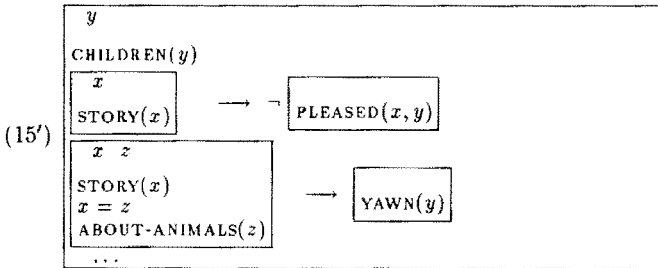 y
CHILDREN(y)
x
STORY(x) → ¬ PLEASED(x, y)
(15′)
x z
STORY(x)
x = z
ABOUT-ANIMALS(z)
→ YAWN(y)
...